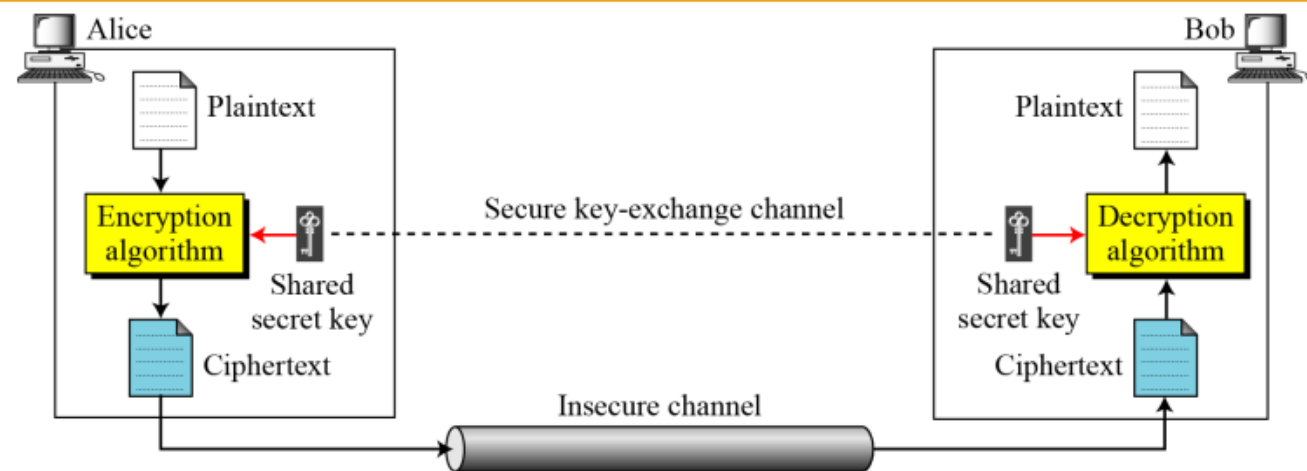 Alice
Bob
Plaintext
Plaintext
Encryption
algorithm
Secure key-exchange channel
Decryption
algorithm
Shared
secret key
Shared
secret key
Ciphertext
Ciphertext
Insecure channel